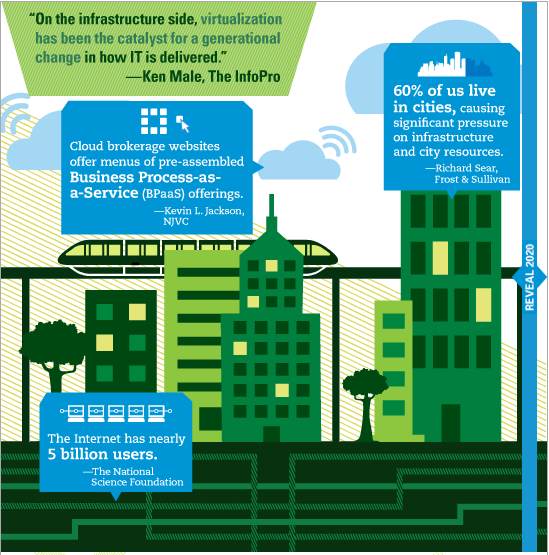 “On the infrastructure side, virtualization
has been the catalyst for a generational
change in how IT is delivered.”
—Ken Male, The InfoPro
60% of us live
in cities, causing
significant pressure
on infrastructure
and city resources.
—Richard Sear,
Frost & Sullivan
Cloud brokerage websites
offer menus of pre-assembled
Business Process-as-
a-Service (BPaaS) offerings.
—Kevin L. Jackson,
NJVC
REVEAL 2020
The Internet has nearly
5 billion users.
—The National
Science Foundation